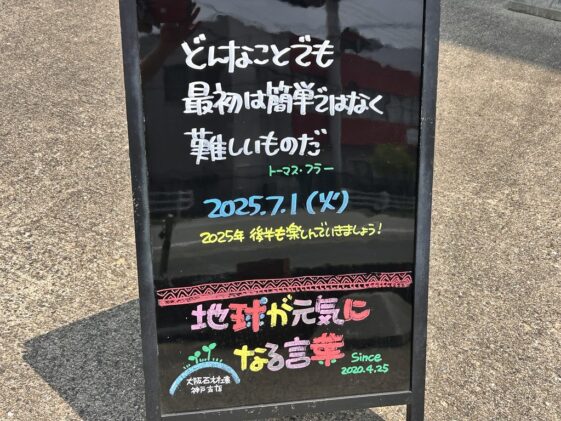 どんなことでも
最初は簡単ではなく
難しいものだ
トーマス・フラー
2025.7.1(火)
2025年 後半も楽しんでいきましょう!
地球が元気に
なる言葉
Since
2020.4.25
大阪石材工業
神戸支店